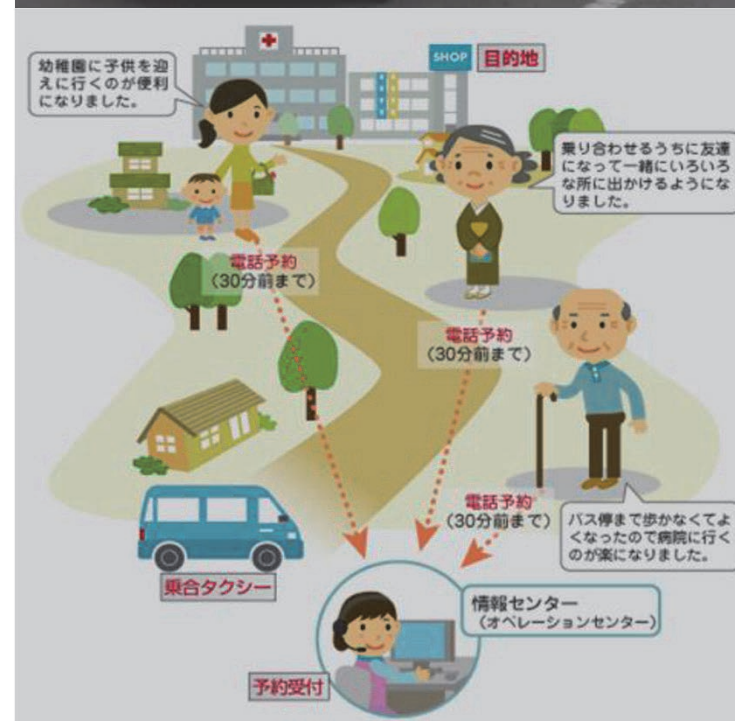 SHOP
目的地
幼稚園に子供を迎
えに行くのが便利
になりました。
乗り合わせるうちに友達
になって一緒にいろいろ
な所に出かけるようにな
りました。
電話予約
(30分前まで)
電話予約
(30分前まで)
電話予約
(30分前まで)
バス停まで歩かなくてよ
くなったので病院に行く
のが楽になりました。
乗合タクシー
情報センター
(オペレーションセンター)
予約受付